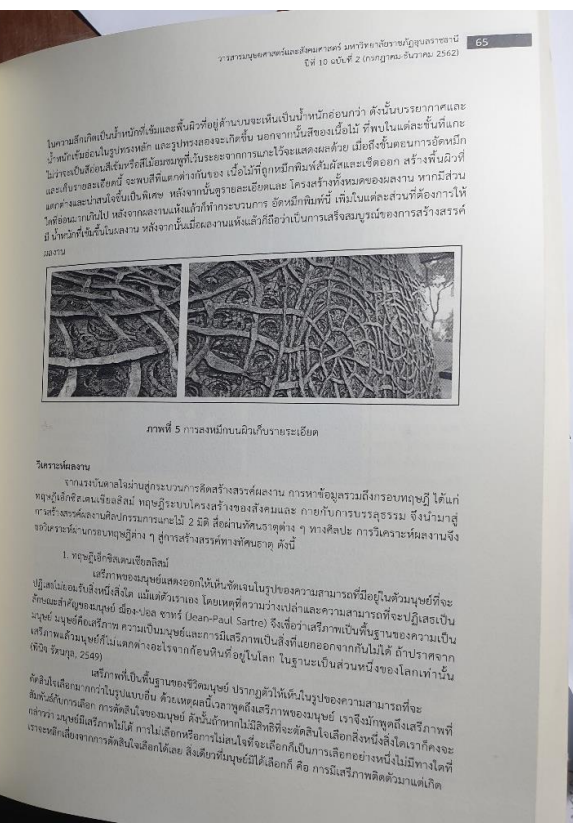 วารสารมนุษยศาสตร์และสังคมศาสตร์ มหาวิทยาลัยราชภัฏอุบลราชธานี 65
ปีที่ 10 ฉบับที่ 2 (กรกฎาคม-ธันวาคม 2562)
ในความลึกเกิดเป็นน้ำหนักที่เข้มและพื้นผิวที่อยู่ด้านบนจะเห็นเป็นน้ำหนักอ่อนกว่า ดังนั้นบรรยากาศและ
น้ำหนักเข้มอ่อนในรูปทรงหลัก และรูปทรงลองจะเกิดขึ้น นอกจากนั้นสีของเนื้อไม้ ที่พบในแต่ละชั้นที่แกะ
ไม่ว่าจะเป็นสีอ่อนสีเข้มหรือสีเม้อมชมพูที่เว้นระยะจากการแกะไว้จะแสดงผลด้วย เมื่อถึงขั้นตอนการอัดหมึก
และเก็บรายละเอียดนี้ จะพบสีที่แตกต่างกันของ เนื้อไม้ที่ถูกหมึกพิมพ์สัมผัสและเช็ดออก สร้างพื้นผิวที่
แตกต่างและน่าสนใจขึ้นเป็นพิเศษ หลังจากนั้นดูรายละเอียดและ โครงสร้างทั้งหมดของผลงาน หากมีส่วน
ใดที่อ่อนมากเกินไป หลังจากผลงานแห้งแล้วก็ทำกระบวนการ อัดหมึกพิมพ์นี้ เพิ่มในแต่ละส่วนที่ต้องการให้
มี น้ำหนักที่เข้มขึ้นในผลงาน หลังจากนั้นเมื่อผลงานแห้งแล้วก็ถือว่าเป็นการเสร็จสมบูรณ์ของการสร้างสรรค์
ผลงาน
ภาพที่ 5 การลงหมึกบนผิวเก็บรายระเอียด
วิเคราะห์ผลงาน
จากแรงบันดาลใจผ่านสู่กระบวนการคิดสร้างสรรค์ผลงาน การหาข้อมูลรวมถึงกรอบทฤษฎี ได้แก่
ทฤษฎีเอ็กซิสเตนเชียลลิสม์ ทฤษฎีระบบโครงสร้างของสังคมและ กายกับการบรรลุธรรม จึงนำมาสู่
การสร้างสรรค์ผลงานศิลปกรรมการแกะไม้ 2 มิติ สื่อผ่านทัศนธาตุต่าง ๆ ทางศิลปะ การวิเคราะห์ผลงานจึง
ขอวิเคราะห์ผ่านกรอบทฤษฎีต่าง ๆ สู่การสร้างสรรค์ทางทัศนธาตุ ดังนี้
1. ทฤษฎีเอ็กซิสเตนเชียลลิสม์
เสรีภาพของมนุษย์แสดงออกให้เห็นชัดเจนในรูปของความสามารถที่มีอยู่ในตัวมนุษย์ที่จะ
ปฏิเสธไม่ยอมรับสิ่งหนึ่งสิ่งใด แม้แต่ตัวเราเอง โดยเหตุที่ความว่างเปล่าและความสามารถที่จะปฏิเสธเป็น
ลักษณะสำคัญของมนุษย์ ฌ็อง-ปอล ซาทร์ (Jean-Paul Sartre) จึงเชื่อว่าเสรีภาพเป็นพื้นฐานของความเป็น
มนุษย์ มนุษย์คือเสรีภาพ ความเป็นมนุษย์และการมีเสรีภาพเป็นสิ่งที่แยกออกจากกันไม่ได้ ถ้าปราศจาก
เสรีภาพแล้วมนุษย์ก็ไม่แตกต่างอะไรจากก้อนหินที่อยู่ในโลก ในฐานะเป็นส่วนหนึ่งของโลกเท่านั้น
(พินิจ รัตนกุล, 2549)
เสรีภาพที่เป็นพื้นฐานของชีวิตมนุษย์ ปรากฏตัวให้เห็นในรูปของความสามารถที่จะ
ตัดสินใจเลือกมากกว่าในรูปแบบอื่น ด้วยเหตุผลนี้เวลาพูดถึงเสรีภาพของมนุษย์ เราจึงมักพูดถึงเสรีภาพที่
สัมพันธ์กับการเลือก การตัดสินใจของมนุษย์ ดังนั้นถ้าหากไม่มีสิทธิที่จะตัดสินใจเลือกสิ่งหนึ่งสิ่งใดเราก็คงจะ
กล่าวว่า มนุษย์มีเสรีภาพไม่ได้ การไม่เลือกหรือการไม่สนใจที่จะเลือกก็เป็นการเลือกอย่างหนึ่งไม่มีทางใดที่
เราจะหลีกเลี่ยงจากการตัดสินใจเลือกได้เลย สิ่งเดียวที่มนุษย์มิได้เลือกก็ คือ การมีเสรีภาพติดตัวมาแต่เกิด